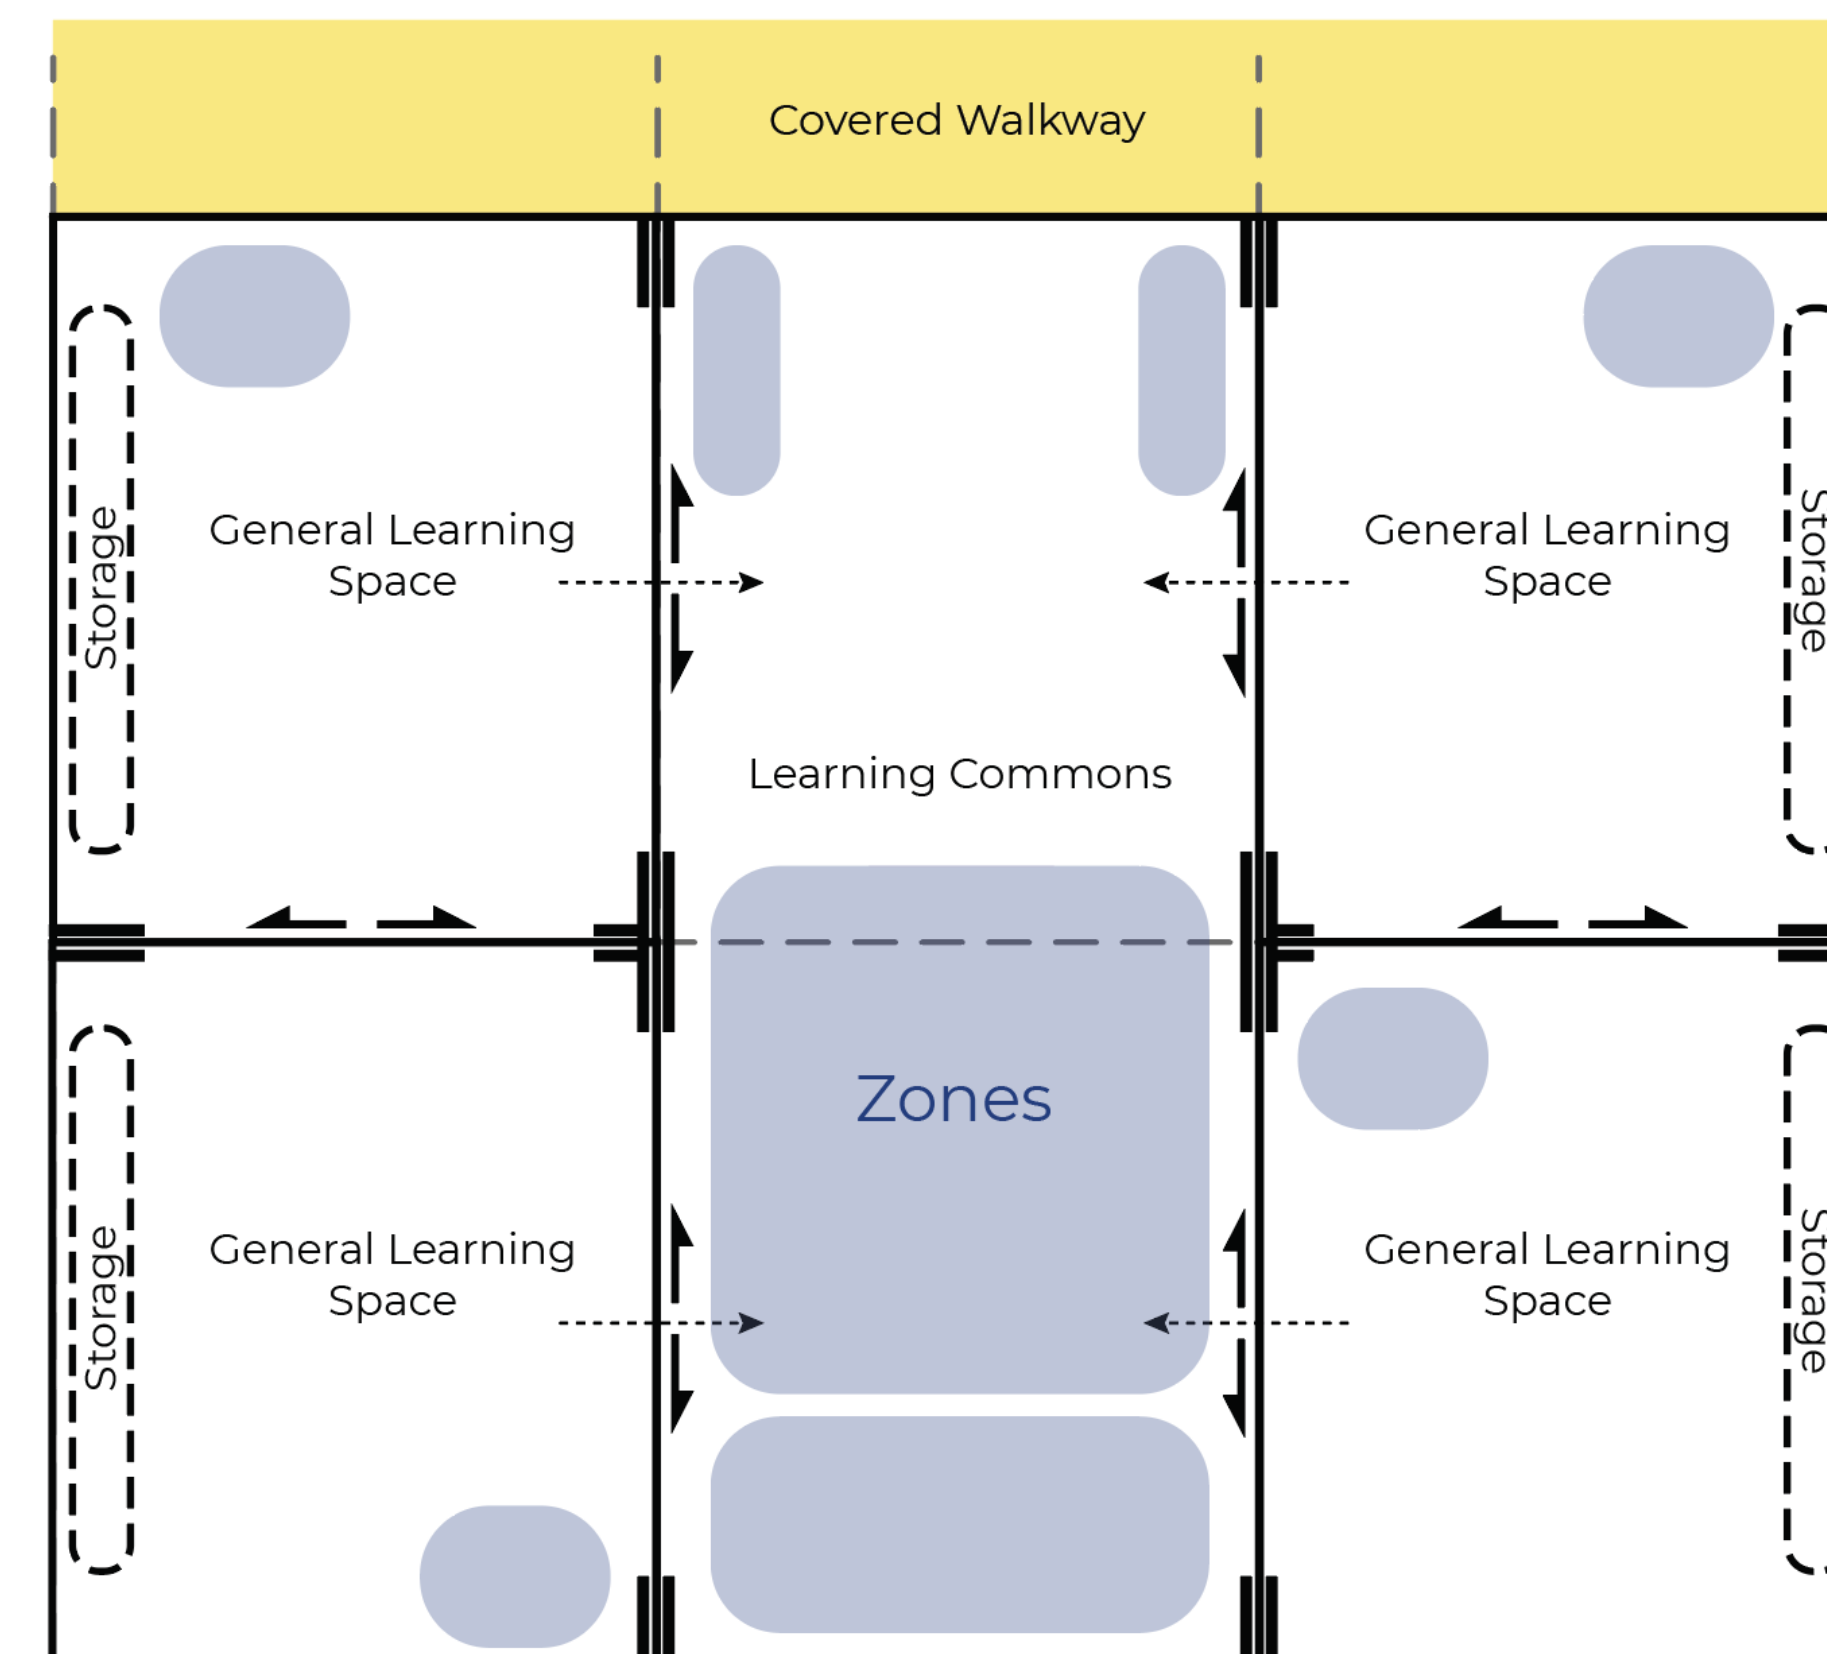 Covered Walkway
General Learning
Space
Storage
General Learning
Space
Storage
Learning Commons
Zones
General Learning
Space
Storage
General Learning
Space
Storage